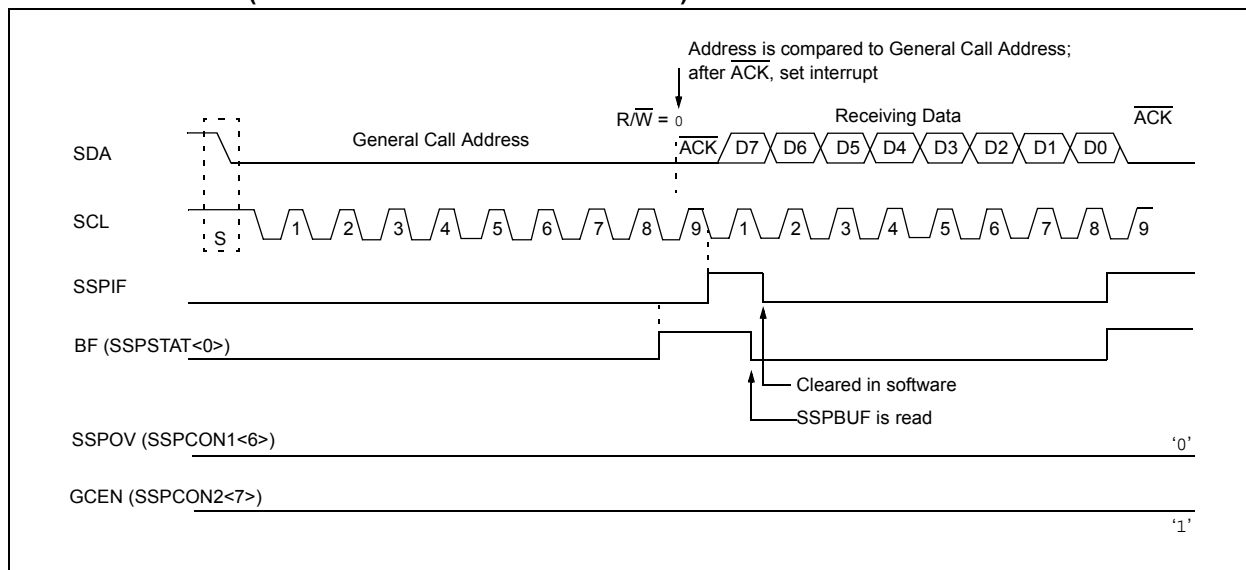 Address is compared to General Call Address;
after ACK, set interrupt
R/W = 0
General Call Address
Receiving Data
ACK
SDA
ACK D7 D6 D5 D4 D3 D2 D1 D0
SCL
S
1 2 3 4 5 6 7 8 9 1 2 3 4 5 6 7 8 9
SSPIF
BF (SSPSTAT<0>)
Cleared in software
SSPBUF is read
SSPOV (SSPCON1<6>)
‘0’
GCEN (SSPCON2<7>)
‘1’